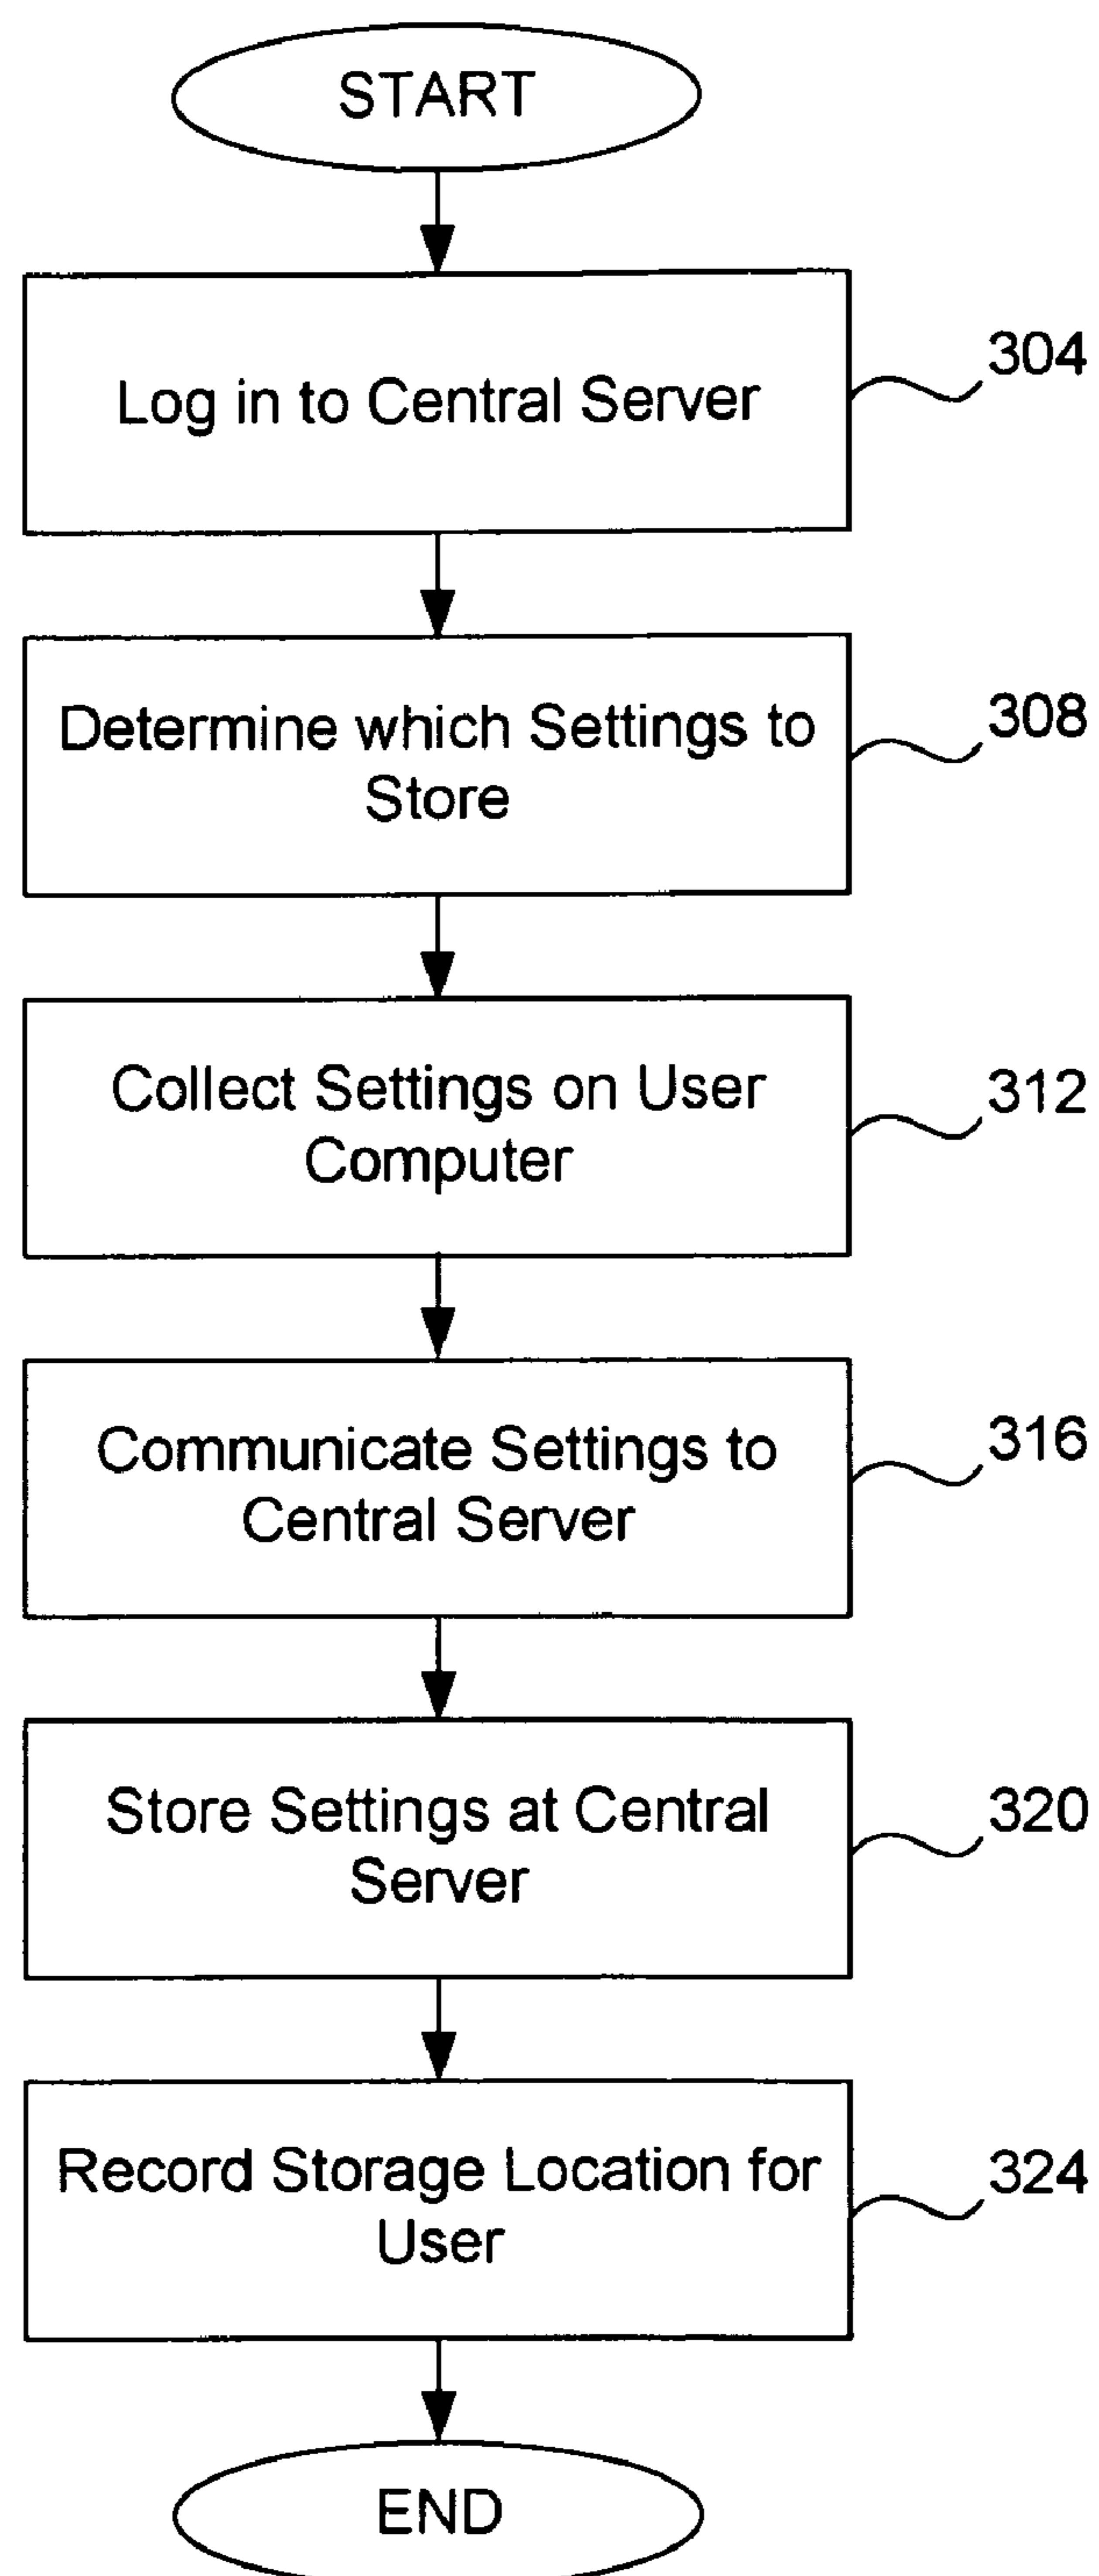 START
Log in to Central Server
304
Determine which Settings to
Store
308
Collect Settings on User
Computer
312
Communicate Settings to
Central Server
316
Store Settings at Central
Server
320
Record Storage Location for
User
324
END